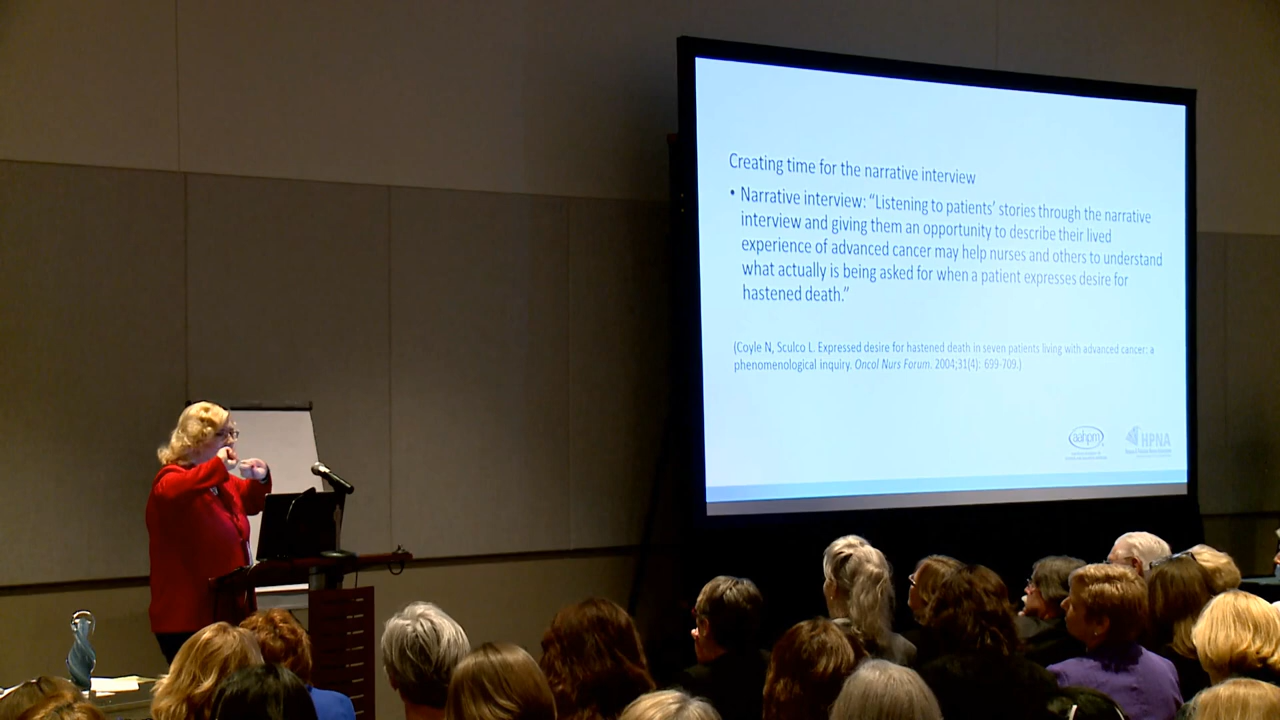 Creating time for the narrative interview
• Narrative interview: “Listening to patients’ stories through the narrative
interview and giving them an opportunity to describe their lived
experience of advanced cancer may help nurses and others to understand
what actually is being asked for when a patient expresses desire for
hastened death.”
(Coyle N, Sculco L. Expressed desire for hastened death in seven patients living with advanced cancer: a
phenomenological inquiry. Oncol Nurs Forum. 2004;31(4): 699-709.)
aahpm
HPNA